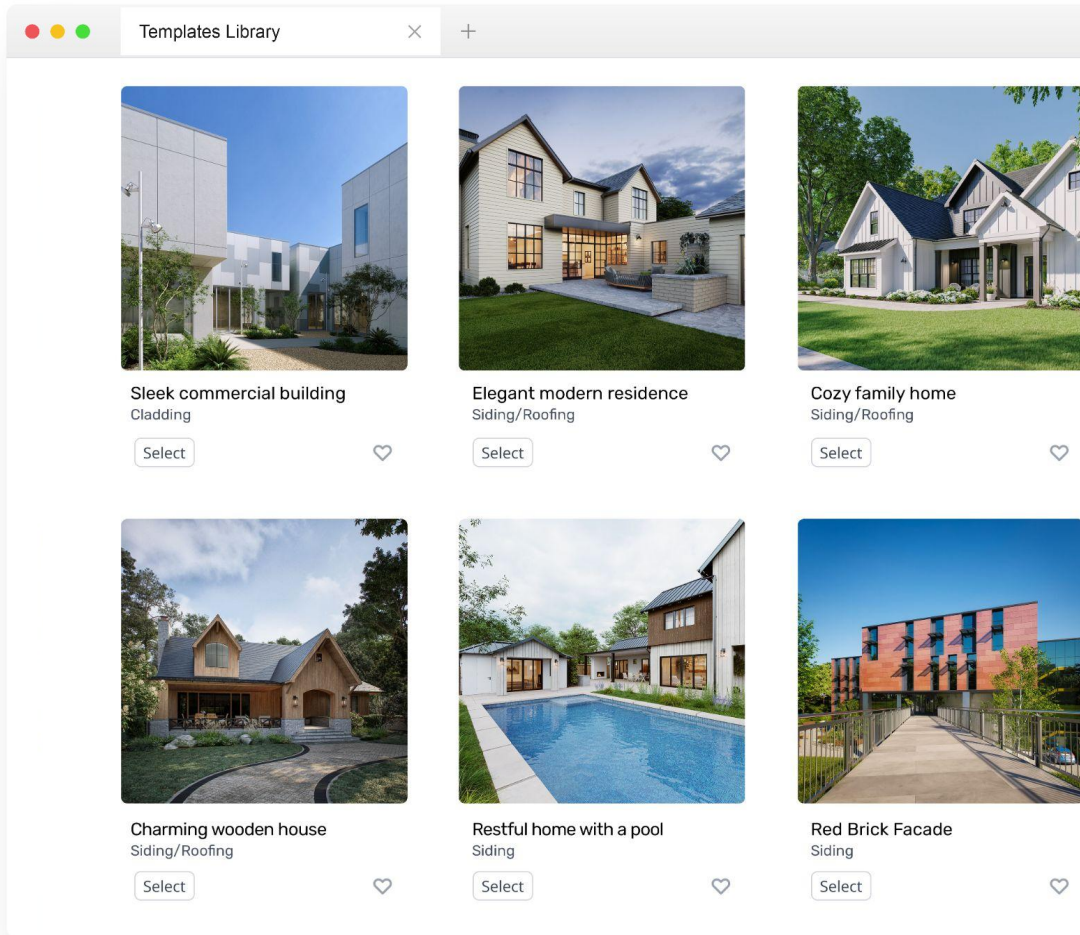 Templates Library
Sleek commercial building
Cladding
Select
Elegant modern residence
Siding/Roofing
Select
Cozy family home
Siding/Roofing
Select
Charming wooden house
Siding/Roofing
Select
Restful home with a pool
Siding
Select
Red Brick Facade
Siding
Select